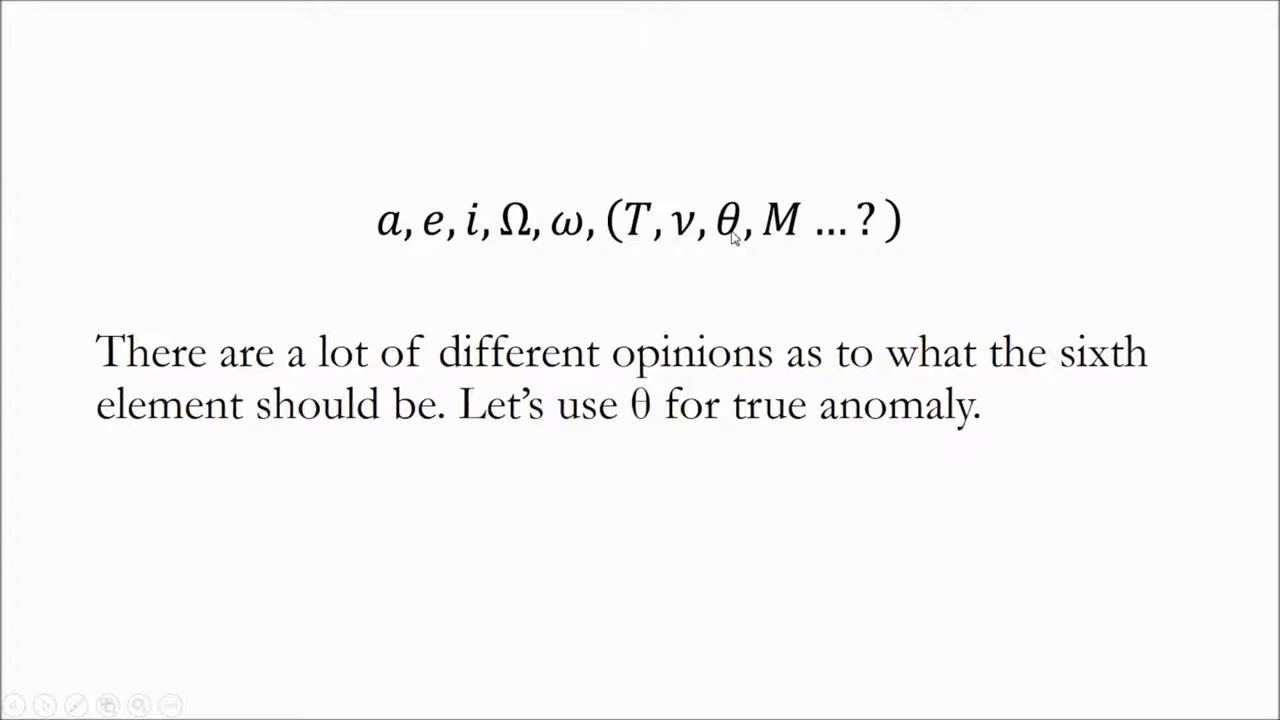 a, e, i, Ω, ω, (T, ν, θ, M … ? )
There are a lot of different opinions as to what the sixth
element should be. Let’s use θ for true anomaly.